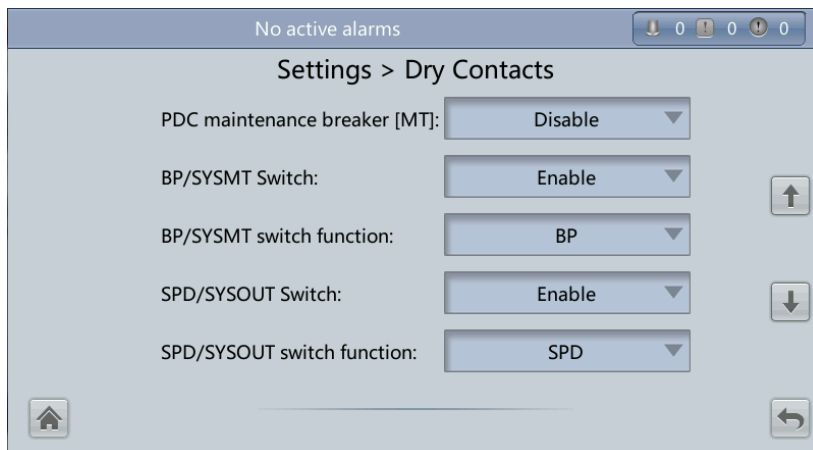 No active alarms 0 0 0
Settings > Dry Contacts
PDC maintenance breaker [MT]: Disable
BP/SYSMT Switch: Enable
BP/SYSMT switch function: BP
SPD/SYSOUT Switch: Enable
SPD/SYSOUT switch function: SPD